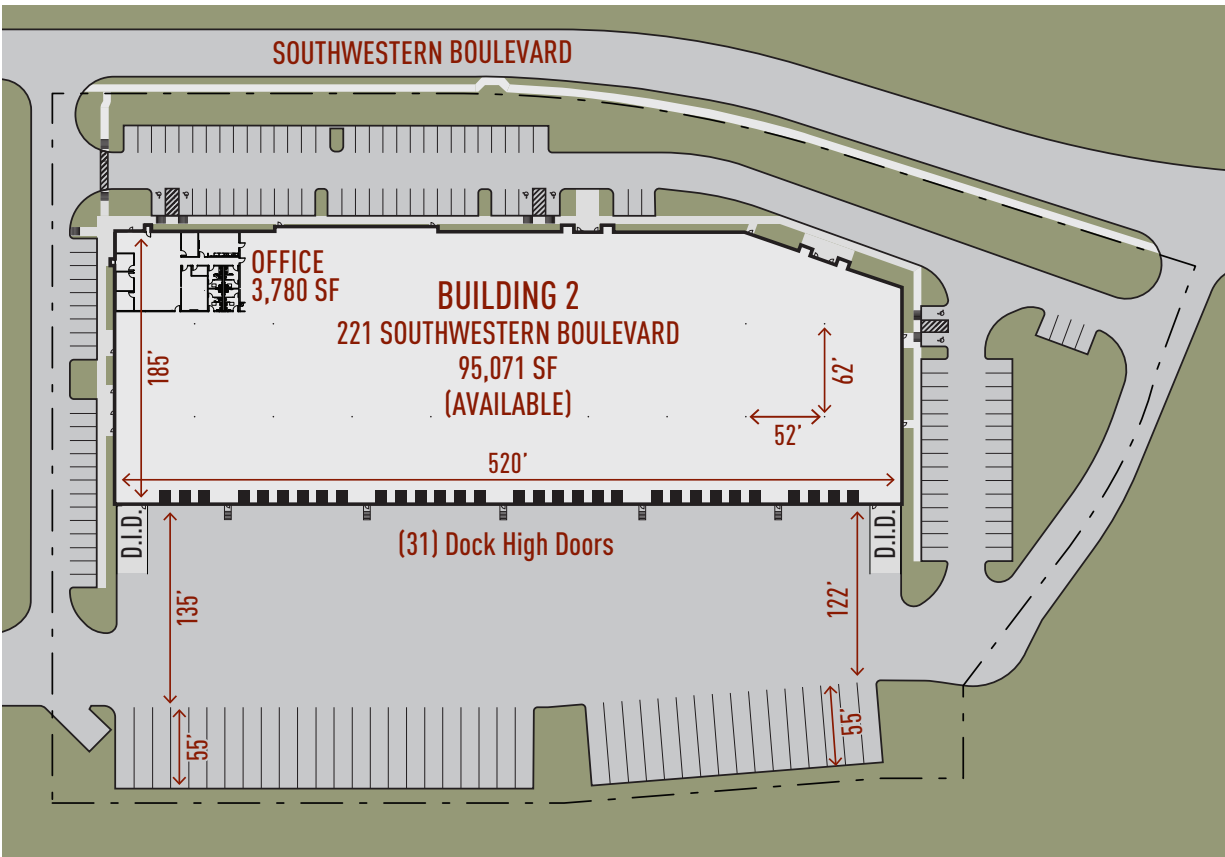 SOUTHWESTERN BOULEVARD
OFFICE
3,780 SF
BUILDING 2
221 SOUTHWESTERN BOULEVARD
95,071 SF
(AVAILABLE)
185'
62'
52'
520'
D.I.D.
(31) Dock High Doors
D.I.D.
135'
122'
55'
55'